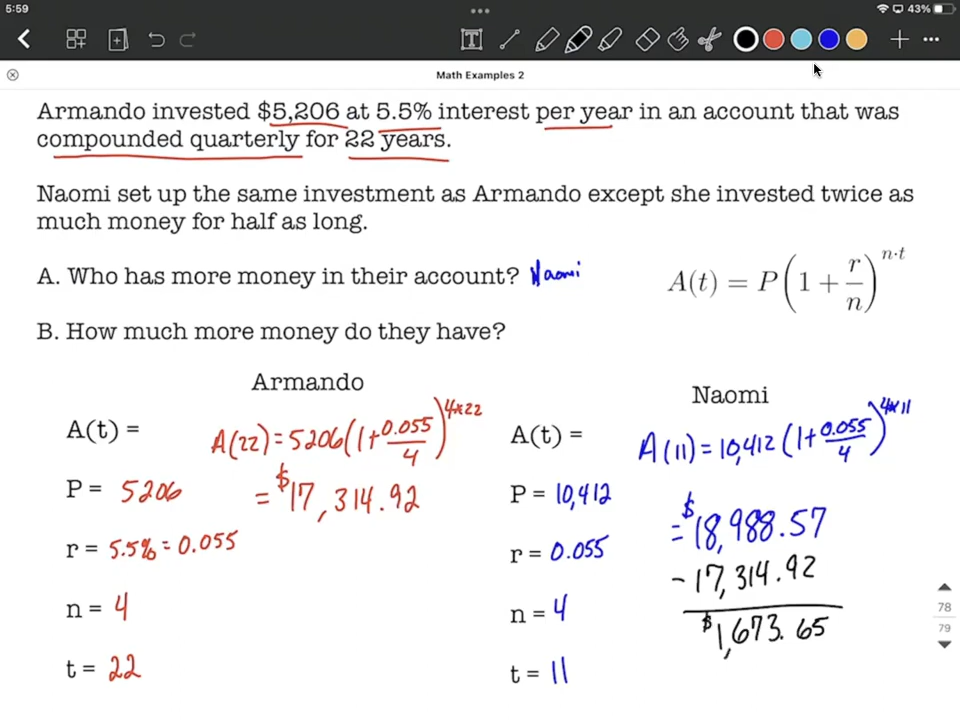 5:59
43%
Math Examples 2
Armando invested $5,206 at 5.5% interest per year in an account that was
compounded quarterly for 22 years.
Naomi set up the same investment as Armando except she invested twice as
much money for half as long.
A. Who has more money in their account? Naomi
A(t) = P(1 + r/n)^(n·t)
B. How much more money do they have?
Armando
A(t) =
A(22) = 5206(1+0.055/4)^(4×22)
P = 5206
= $17,314.92
r = 5.5% = 0.055
n = 4
t = 22
Naomi
A(t) =
A(11) = 10,412(1+0.055/4)^(4×11)
P = 10,412
= $18,988.57
r = 0.055
- 17,314.92
n = 4
$1,673.65
t = 11
78
79